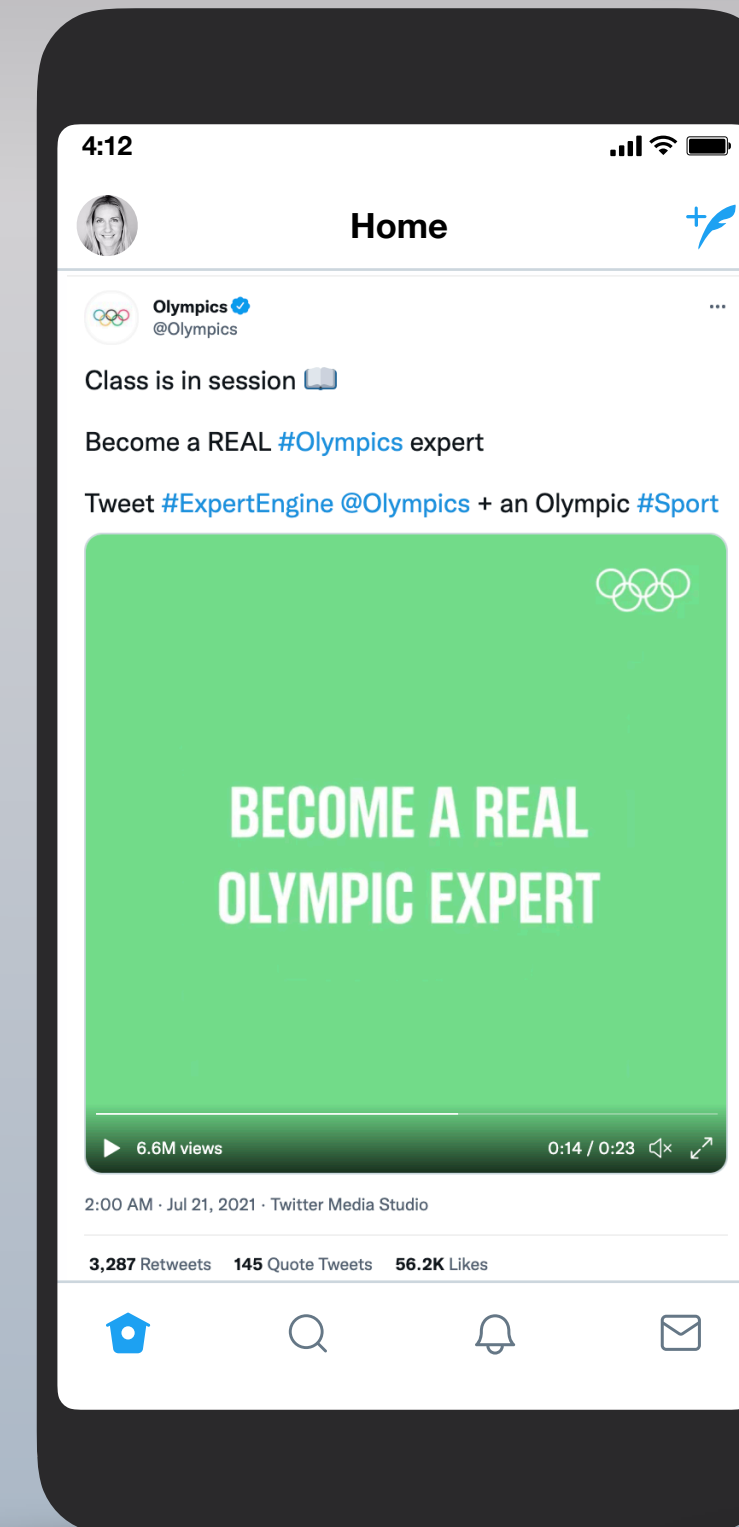 4:12
Home
Olympics
@Olympics
Class is in session
Become a REAL #Olympics expert
Tweet #ExpertEngine @Olympics + an Olympic #Sport
BECOME A REAL
OLYMPIC EXPERT
6.6M views
0:14 / 0:23
2:00 AM · Jul 21, 2021 · Twitter Media Studio
3,287 Retweets 145 Quote Tweets 56.2K Likes